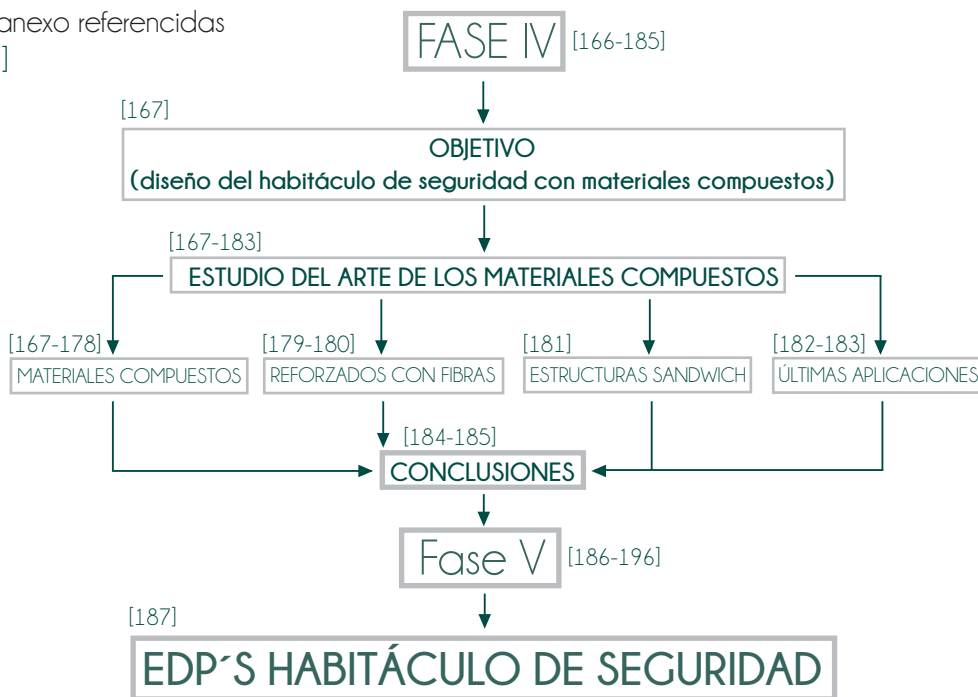 anexo referencidas
]
FASE IV [166-185]
[167]
OBJETIVO
(diseño del habitáculo de seguridad con materiales compuestos)
[167-183]
ESTUDIO DEL ARTE DE LOS MATERIALES COMPUESTOS
[167-178] [179-180] [181] [182-183]
MATERIALES COMPUESTOS REFORZADOS CON FIBRAS ESTRUCTURAS SANDWICH ÚLTIMAS APLICACIONES
[184-185]
CONCLUSIONES
Fase V [186-196]
[187]
EDP´S HABITÁCULO DE SEGURIDAD